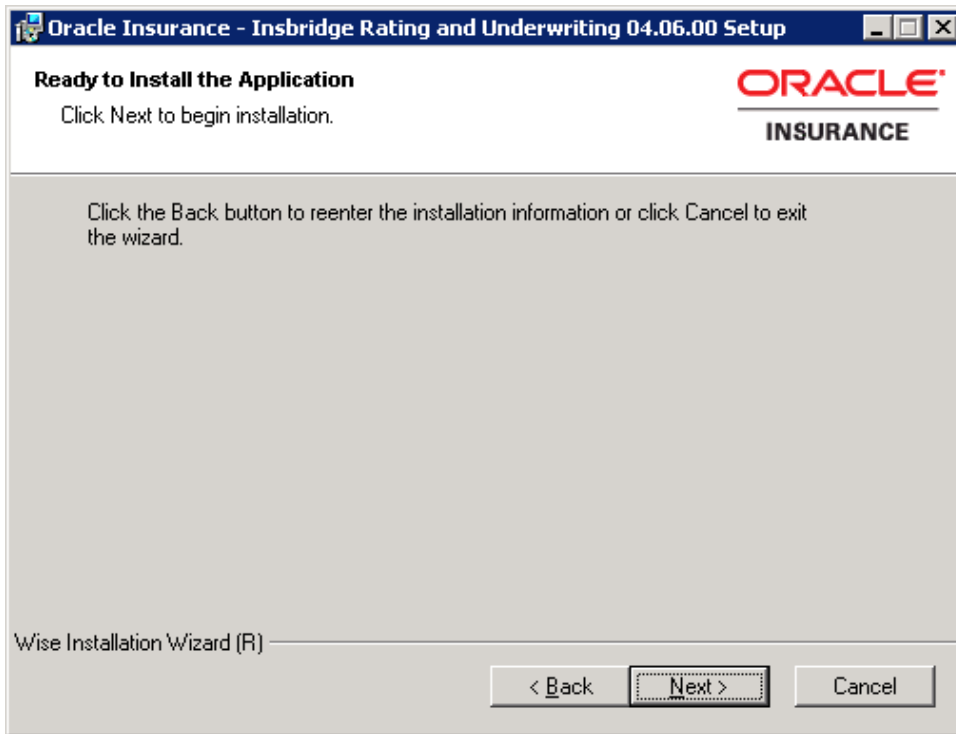 Oracle Insurance - Insbridge Rating and Underwriting 04.06.00 Setup
Ready to Install the Application
Click Next to begin installation.
ORACLE
INSURANCE
Click the Back button to reenter the installation information or click Cancel to exit
the wizard.
Wise Installation Wizard (R)
< Back
Next >
Cancel